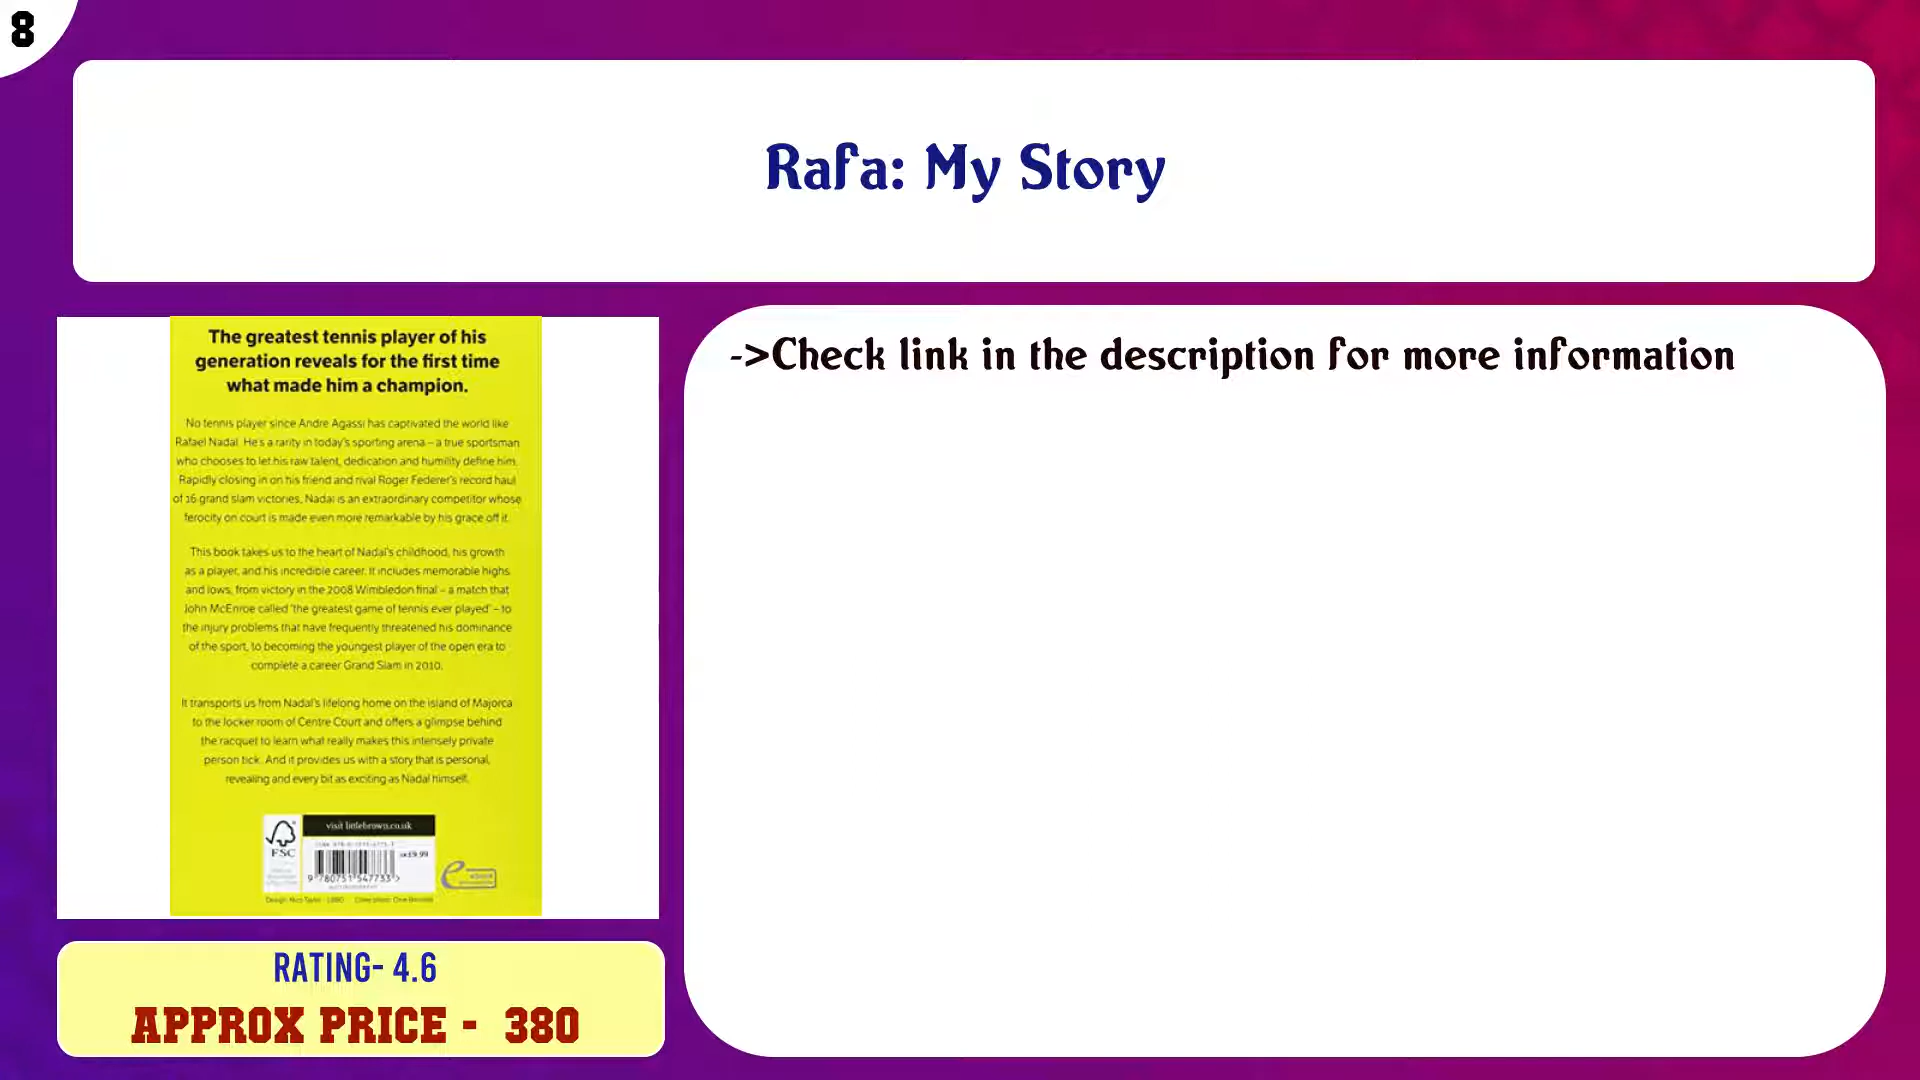 8
Rafa: My Story
The greatest tennis player of his
generation reveals for the first time
what made him a champion.
No tennis player since Andre Agassi has captivated the world like
Rafael Nadal. He's a rarity in today's sporting arena – a true sportsman
who chooses to let his raw talent, dedication and humility define him.
Rapidly closing in on his friend and rival Roger Federer's record haul
of 16 grand slam victories, Nadal is an extraordinary competitor whose
ferocity on court is made even more remarkable by his grace off it.
This book takes us to the heart of Nadal's childhood, his growth
as a player, and his incredible career. It includes memorable highs
and lows, from victory in the 2008 Wimbledon final – a match that
John McEnroe called 'the greatest game of tennis ever played' – to
the injury problems that have frequently threatened his dominance
of the sport, to becoming the youngest player of the open era to
complete a career Grand Slam in 2010.
It transports us from Nadal's lifelong home on the island of Majorca
to the locker room of Centre Court and offers a glimpse behind
the racquet to learn what really makes this intensely private
person tick. And it provides us with a story that is personal,
revealing and every bit as exciting as Nadal himself.
visit littlebrown.co.uk
FSC
£9.99
9 780751 547733 >
->Check link in the description for more information
RATING- 4.6
APPROX PRICE - 380